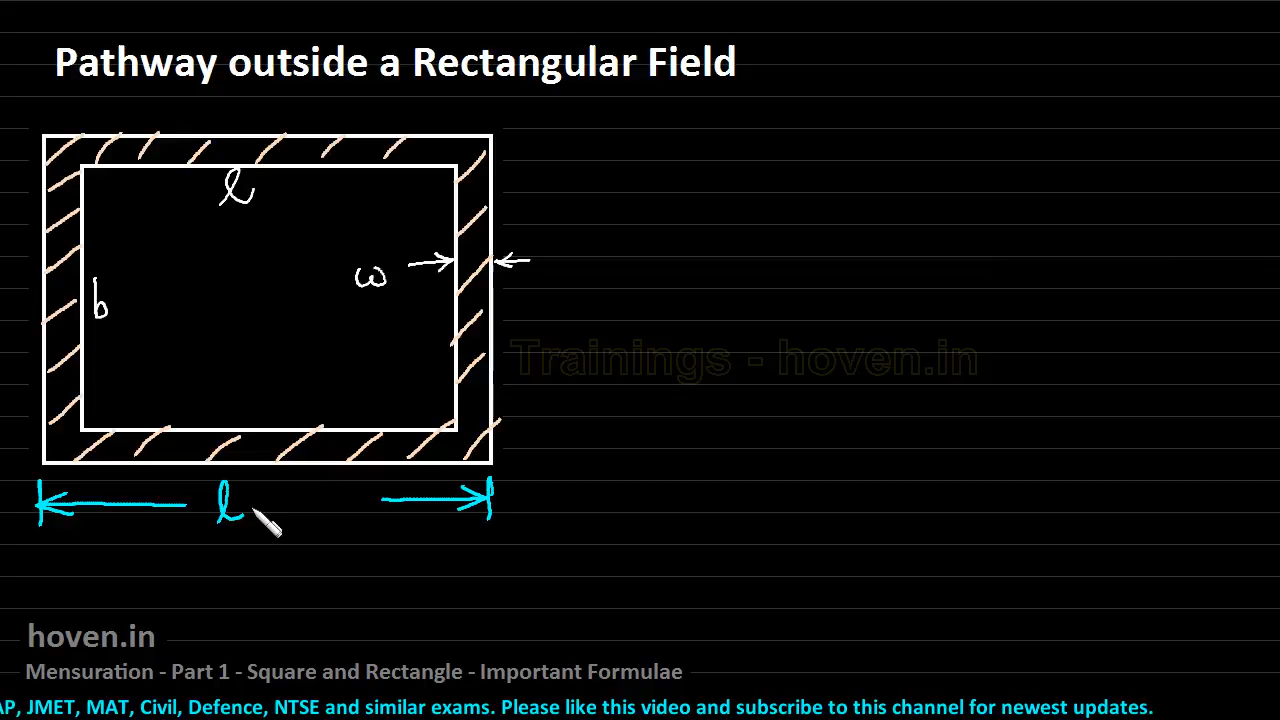 Pathway outside a Rectangular Field
l
ω
b
Trainings - hoven.in
l
hoven.in
Mensuration - Part 1 - Square and Rectangle - Important Formulae
AP, JMET, MAT, Civil, Defence, NTSE and similar exams. Please like this video and subscribe to this channel for newest updates.